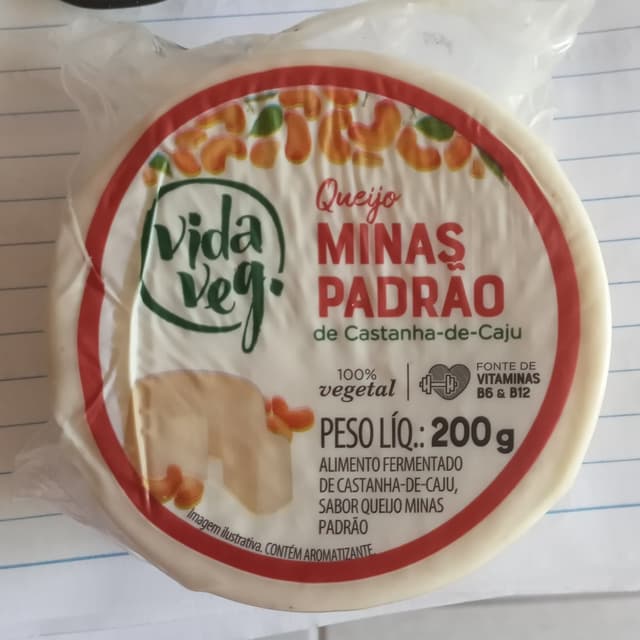 vida
veg.
Queijo
MINAS
PADRÃO
de Castanha-de-Caju
100%
vegetal
FONTE DE
VITAMINAS
B6 & B12
PESO LÍQ.: 200g
ALIMENTO FERMENTADO
DE CASTANHA-DE-CAJU,
SABOR QUEIJO MINAS
PADRÃO
Imagem ilustrativa. CONTÉM AROMATIZANTE.